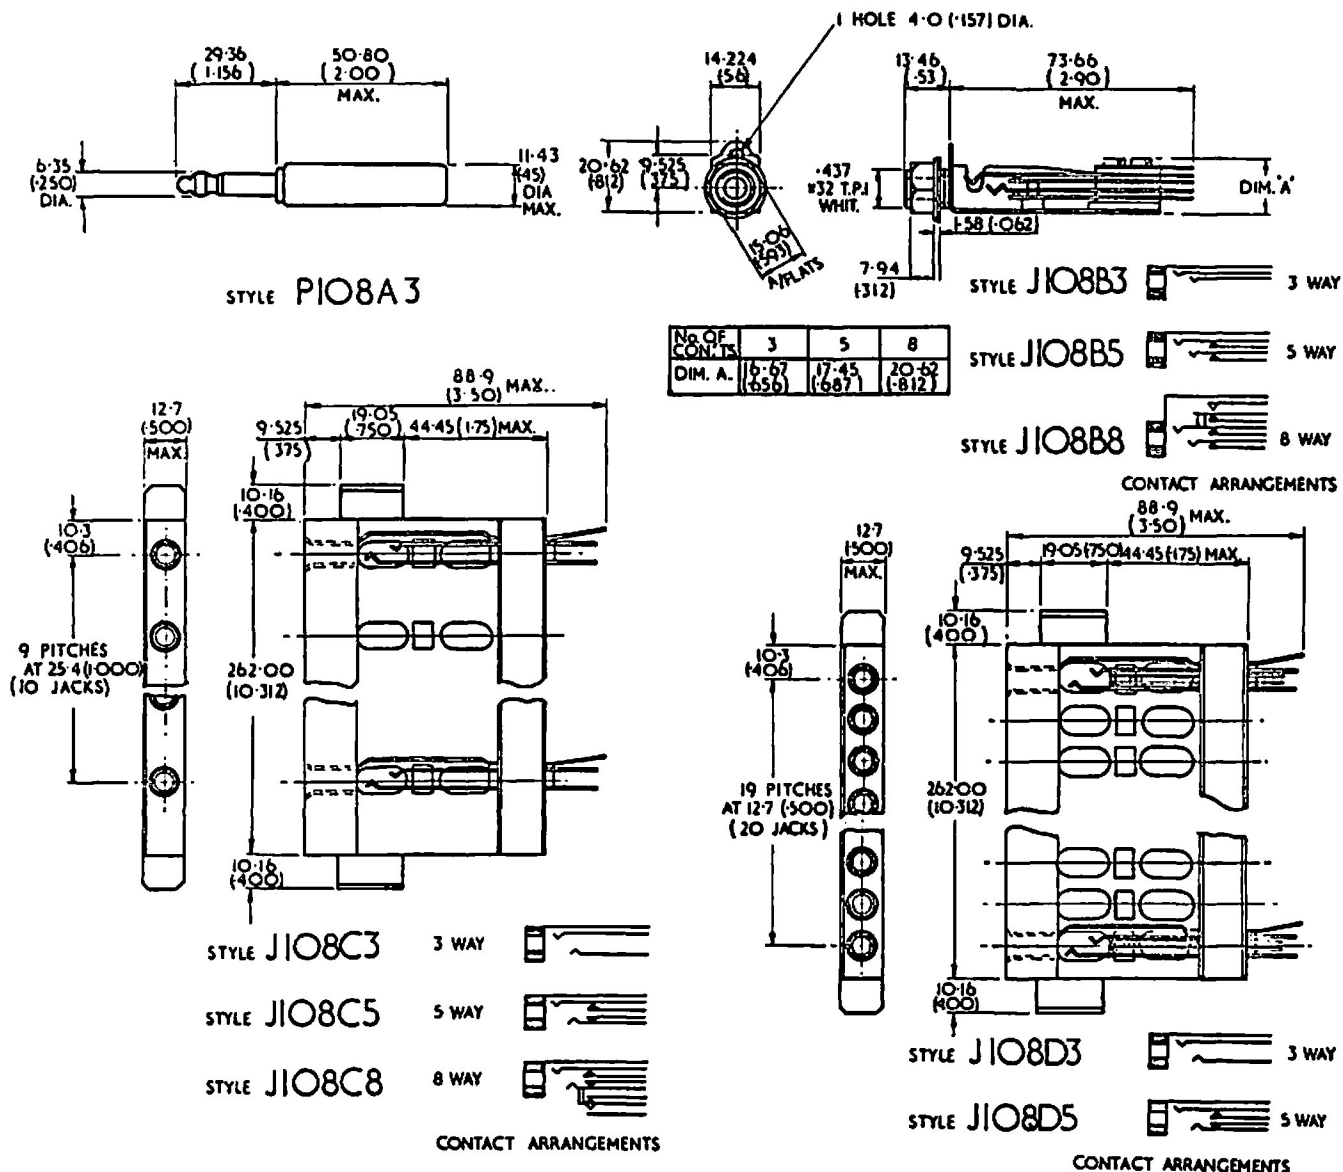 1 HOLE 4·0 (·157) DIA.
29·36
(1·156)
50·80
(2·00)
MAX.
6·35
(·250)
DIA.
11·43
(·45)
DIA
MAX.
STYLE P108A3
14·224
(·56)
20·62
(·812)
9·525
(·375
15·06
(·593)
A/FLATS
13·46
(·53)
73·66
(2·90)
MAX.
·437
×32 T.P.I
WHIT.
DIM.'A'
1·58 (·062)
7·94
(·312)
STYLE J108B3 3 WAY
STYLE J108B5 5 WAY
STYLE J108B8 8 WAY
CONTACT ARRANGEMENTS
No. OF CON'TS 3 5 8
DIM. A. 16·67 (·656) 17·45 (·687) 20·62 (·812)
12·7
(·500)
MAX
88·9
(3·50) MAX..
9·525
(·375
19·05
(·750)
44·45 (1·75) MAX.
10·16
(·400)
10·3
(·406)
9 PITCHES
AT 25·4 (1·000)
(10 JACKS)
262·00
(10·312)
10·16
(·400)
STYLE J108C3 3 WAY
STYLE J108C5 5 WAY
STYLE J108C8 8 WAY
CONTACT ARRANGEMENTS
12·7
(·500)
MAX.
88·9
(3·50) MAX.
9·525
(·375)
19·05 (·750)
44·45 (1·75) MAX.
10·16
(·400)
10·3
(·406)
19 PITCHES
AT 12·7 (·500)
(20 JACKS)
262·00
(10·312)
10·16
(·400)
STYLE J108D3 3 WAY
STYLE J108D5 5 WAY
CONTACT ARRANGEMENTS